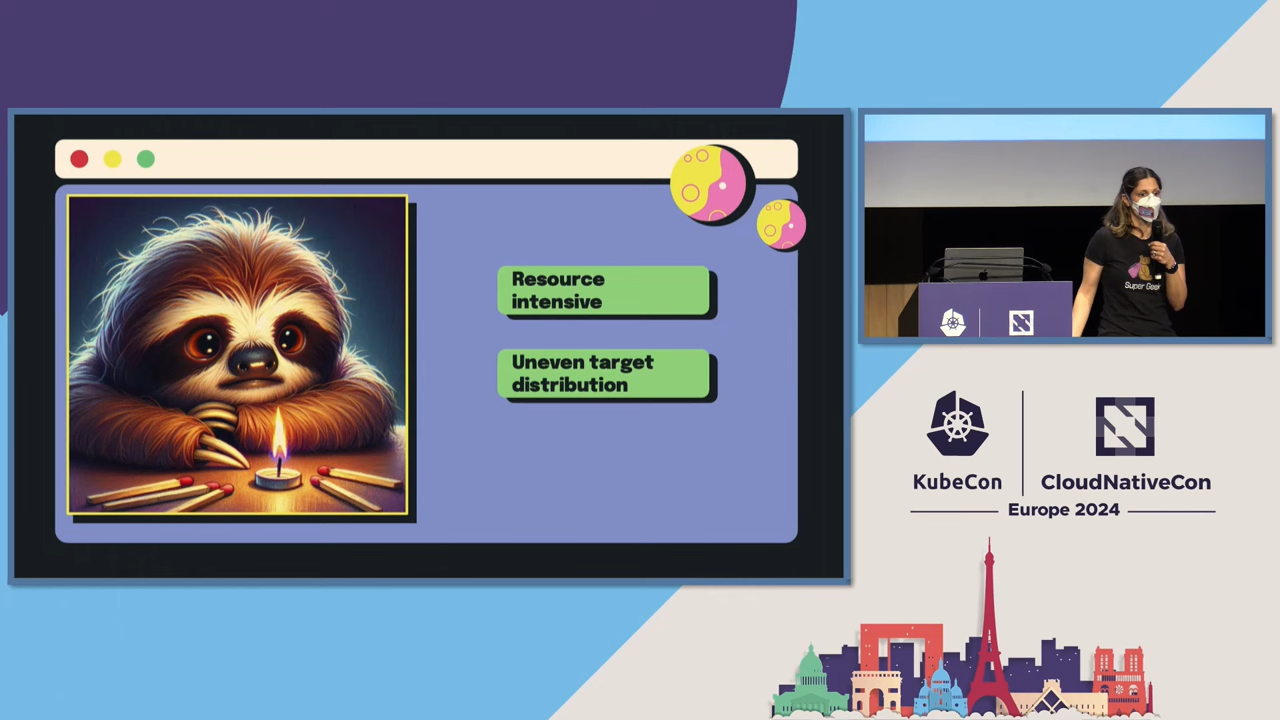 Resource
intensive
Uneven target
distribution
KubeCon
CloudNativeCon
Europe 2024